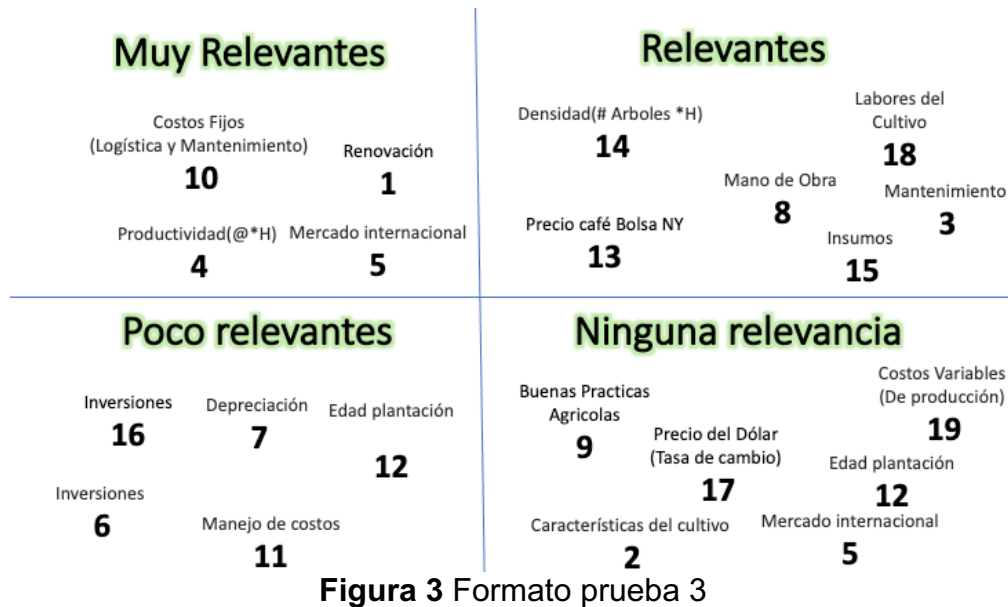 Muy Relevantes
Costos Fijos
(Logística y Mantenimiento)
10
Renovación
1
Productividad(@*H)
4
Mercado internacional
5
Relevantes
Densidad(# Arboles *H)
14
Labores del
Cultivo
18
Mano de Obra
8
Mantenimiento
3
Precio café Bolsa NY
13
Insumos
15
Poco relevantes
Inversiones
16
Depreciación
7
Edad plantación
12
Inversiones
6
Manejo de costos
11
Ninguna relevancia
Buenas Practicas
Agricolas
9
Costos Variables
(De producción)
19
Precio del Dólar
(Tasa de cambio)
17
Edad plantación
12
Características del cultivo
2
Mercado internacional
5
Figura 3 Formato prueba 3